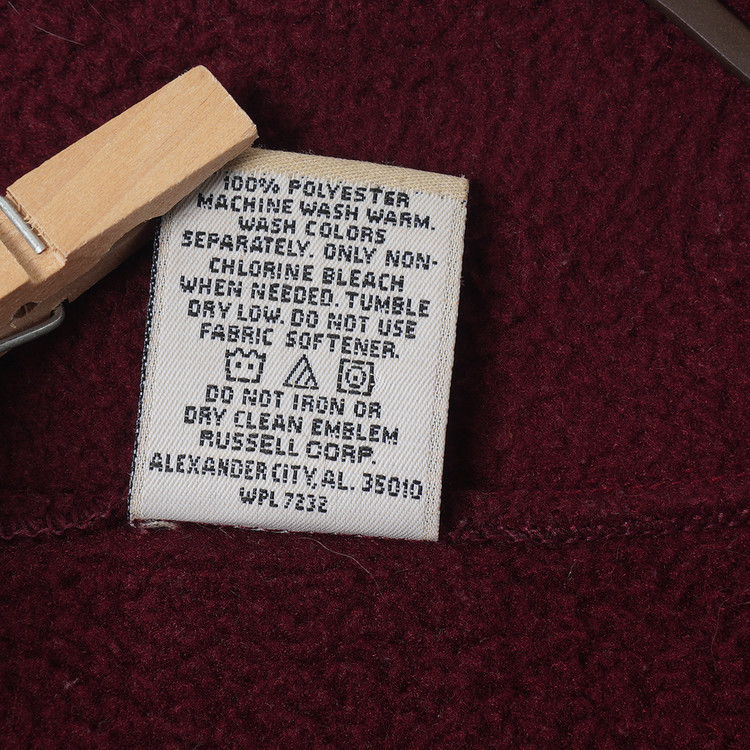 100% POLYESTER
MACHINE WASH WARM.
WASH COLORS
SEPARATELY. ONLY NON-
CHLORINE BLEACH
WHEN NEEDED. TUMBLE
DRY LOW. DO NOT USE
FABRIC SOFTENER.
DO NOT IRON OR
DRY CLEAN EMBLEM
RUSSELL CORP.
ALEXANDER CITY, AL. 35010
WPL 7232